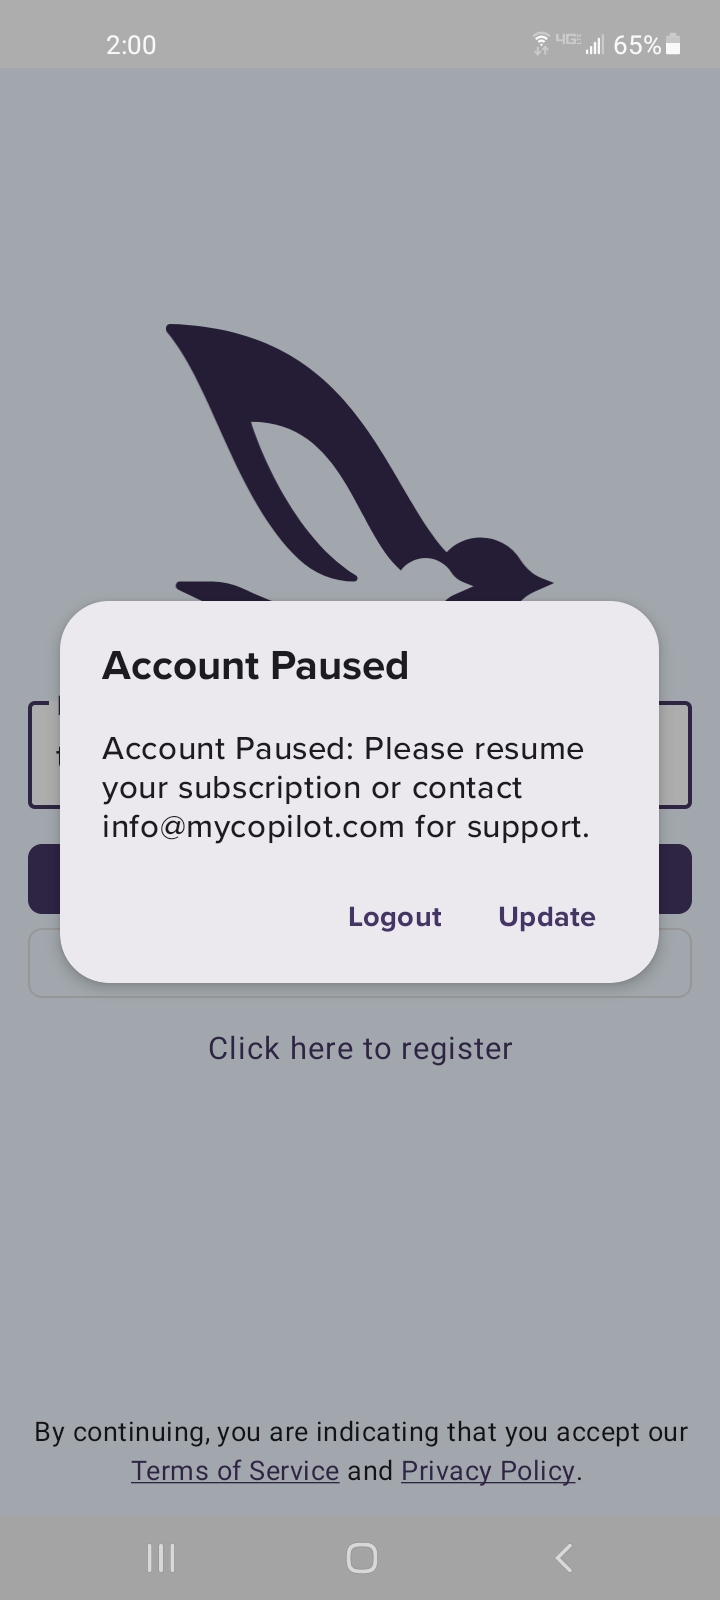 2:00
4G
65%
Account Paused
Account Paused: Please resume
your subscription or contact
info@mycopilot.com for support.
Logout
Update
Click here to register
By continuing, you are indicating that you accept our
Terms of Service and Privacy Policy.